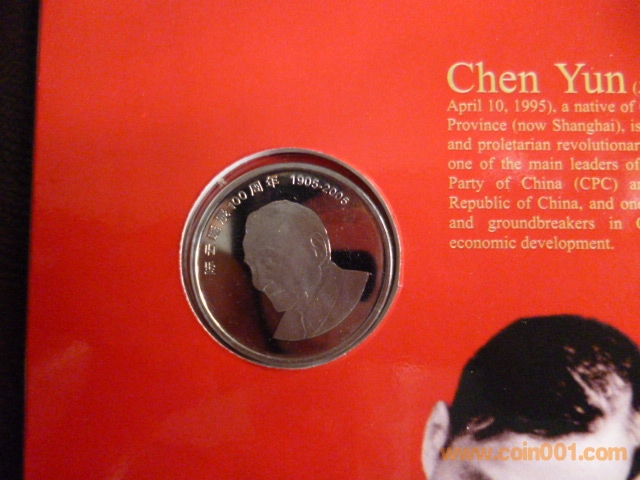 陈云诞辰100周年 1905-2005
Chen Yun (
April 10, 1995), a native of
Province (now Shanghai), is
and proletarian revolutionar
one of the main leaders of
Party of China (CPC) a
Republic of China, and on
and groundbreakers in
economic development.
www.coin001.com